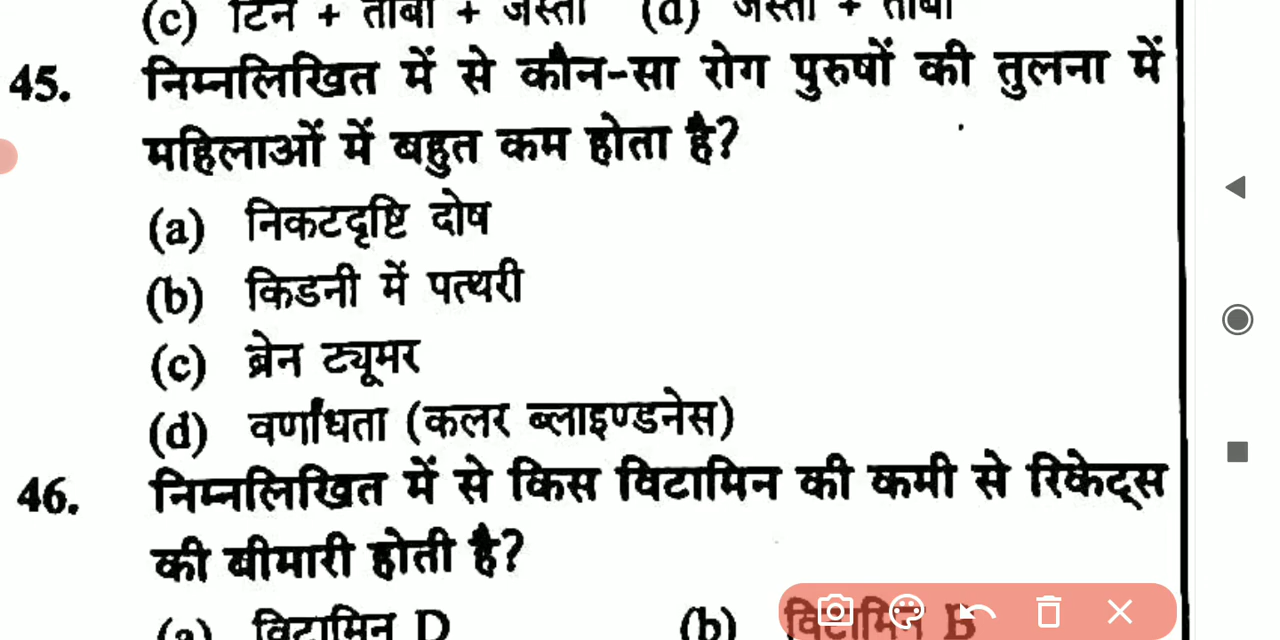 (c) टिन + तांबा + जस्ता (d) जस्ता + तांबा
45. निम्नलिखित में से कौन-सा रोग पुरुषों की तुलना में
महिलाओं में बहुत कम होता है?
(a) निकटदृष्टि दोष
(b) किडनी में पत्थरी
(c) ब्रेन ट्यूमर
(d) वर्णांधता (कलर ब्लाइण्डनेस)
46. निम्नलिखित में से किस विटामिन की कमी से रिकेट्स
की बीमारी होती है?
(a) विटामिन D (b) विटामिन B